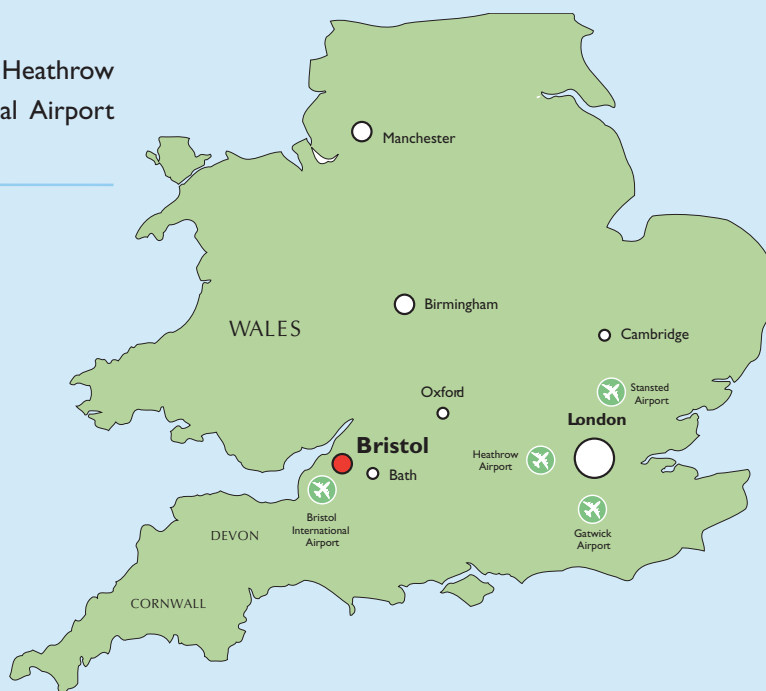 Heathrow
al Airport
Manchester
Birmingham
WALES
Cambridge
Oxford
Stansted
Airport
London
Bristol
Heathrow
Airport
Bath
Bristol
International
Airport
Gatwick
Airport
DEVON
CORNWALL